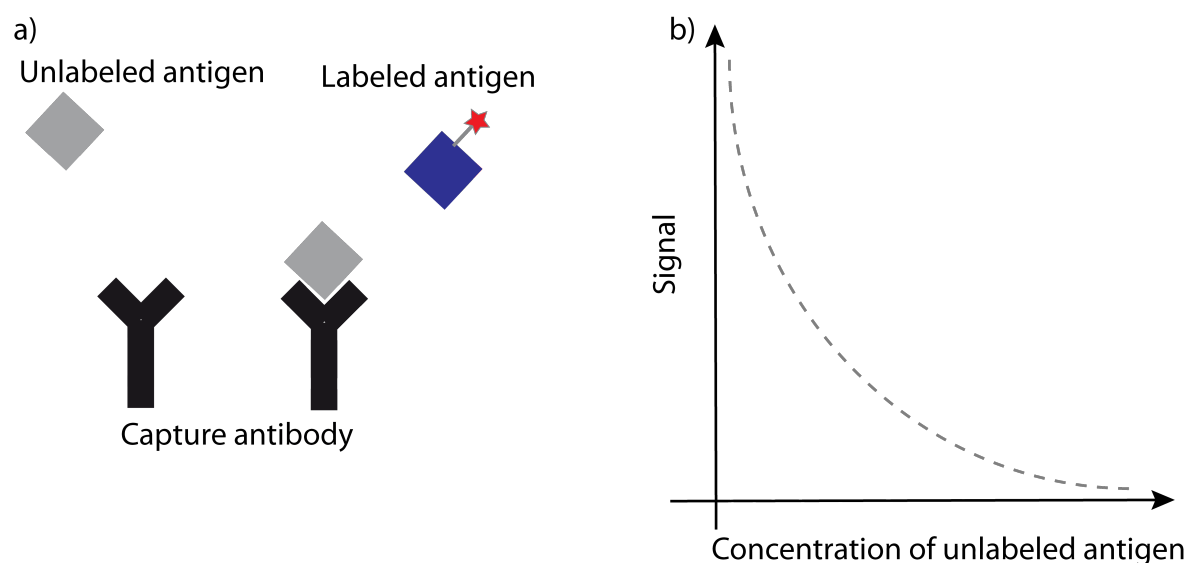 a)
Unlabeled antigen
Labeled antigen
Capture antibody
b)
Signal
Concentration of unlabeled antigen